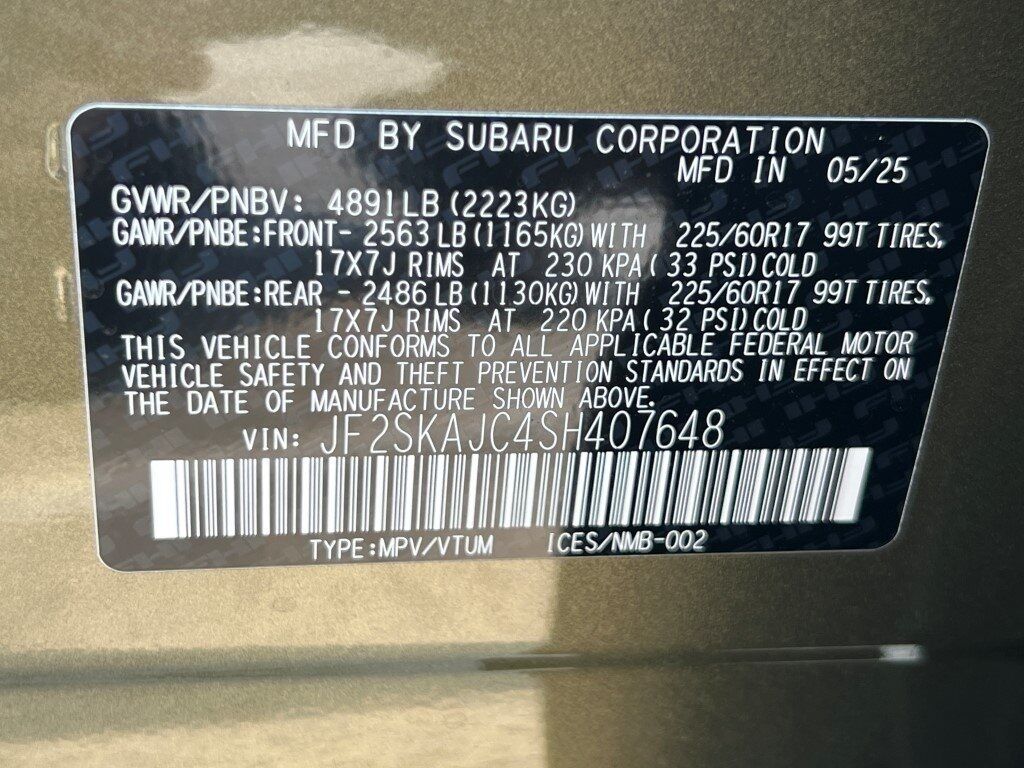 MFD BY SUBARU CORPORATION
MFD IN 05/25
GVWR/PNBV: 4891LB (2223KG)
GAWR/PNBE:FRONT- 2563 LB (1165KG) WITH 225/60R17 99T TIRES,
17X7J RIMS AT 230 KPA ( 33 PSI) COLD
GAWR/PNBE:REAR - 2486 LB (1130KG) WITH 225/60R17 99T TIRES,
17X7J RIMS AT 220 KPA ( 32 PSI) COLD
THIS VEHICLE CONFORMS TO ALL APPLICABLE FEDERAL MOTOR
VEHICLE SAFETY AND THEFT PREVENTION STANDARDS IN EFFECT ON
THE DATE OF MANUFACTURE SHOWN ABOVE.
VIN: JF2SKAJC4SH407648
TYPE:MPV/VTUM ICES/NMB-002